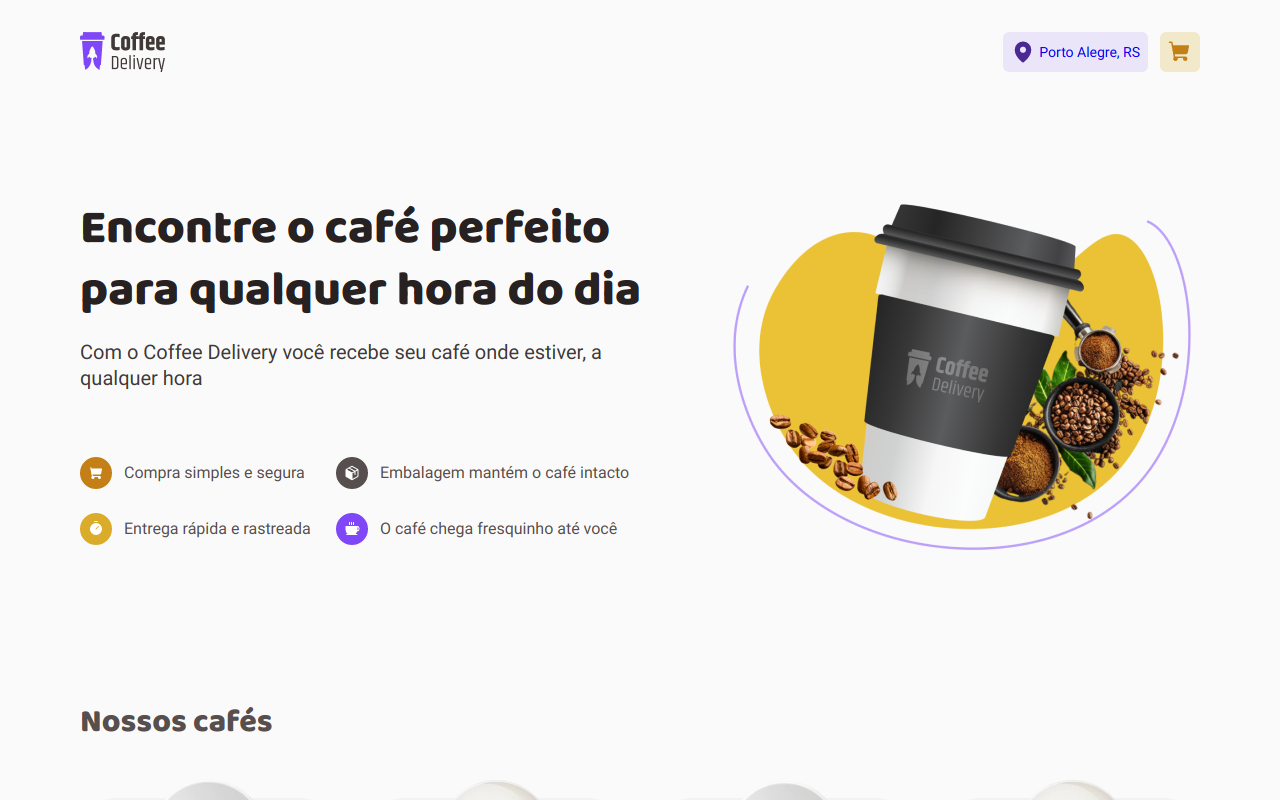 Coffee
Delivery
Porto Alegre, RS
Encontre o café perfeito
para qualquer hora do dia
Com o Coffee Delivery você recebe seu café onde estiver, a
qualquer hora
Compra simples e segura
Embalagem mantém o café intacto
Entrega rápida e rastreada
O café chega fresquinho até você
Coffee
Delivery
Nossos cafés